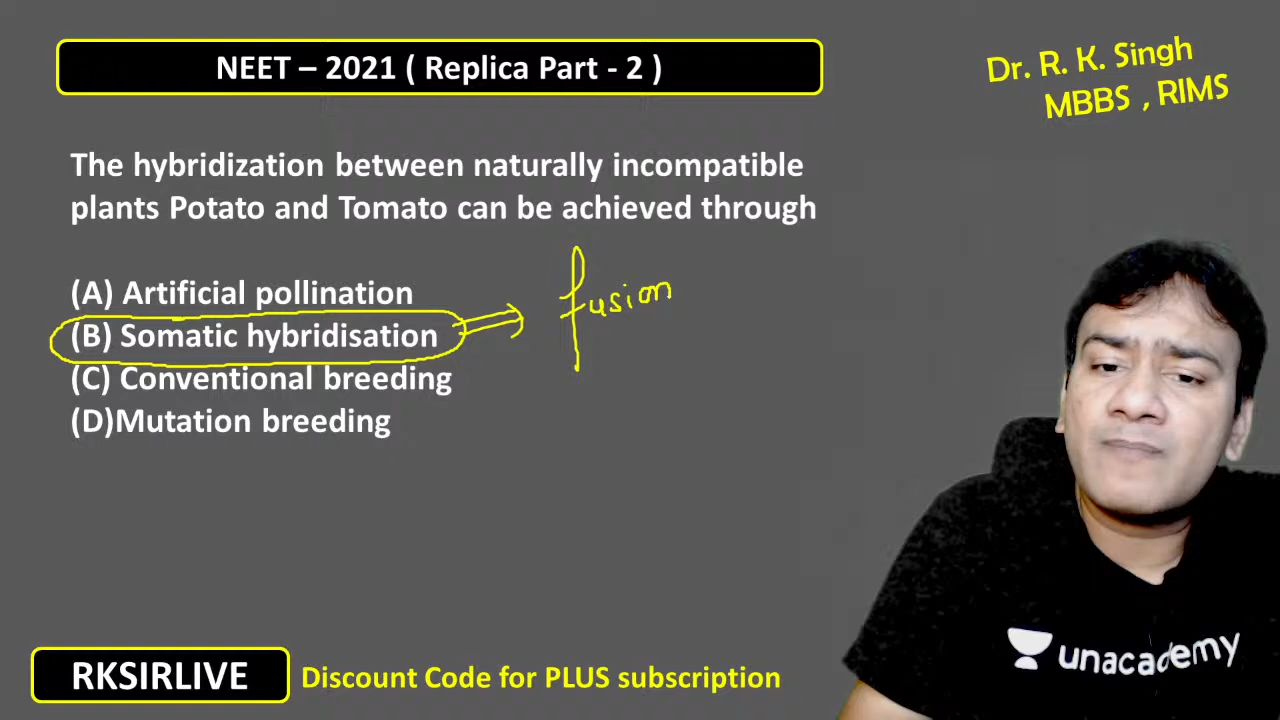 NEET – 2021 ( Replica Part - 2 )
Dr. R. K. Singh
MBBS , RIMS
The hybridization between naturally incompatible
plants Potato and Tomato can be achieved through
(A) Artificial pollination
(B) Somatic hybridisation
fusion
(C) Conventional breeding
(D)Mutation breeding
unacademy
RKSIRLIVE
Discount Code for PLUS subscription